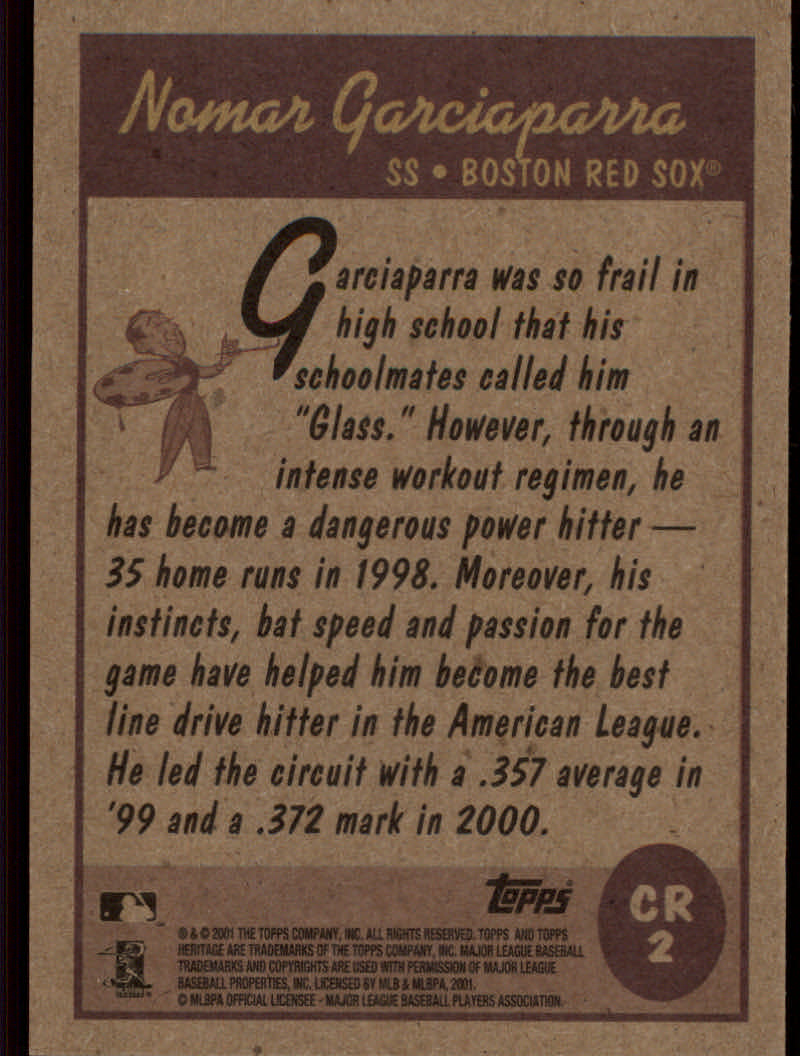 Nomar Garciaparra
SS • BOSTON RED SOX®
Garciaparra was so frail in
high school that his
schoolmates called him
"Glass." However, through an
intense workout regimen, he
has become a dangerous power hitter —
35 home runs in 1998. Moreover, his
instincts, bat speed and passion for the
game have helped him become the best
line drive hitter in the American League.
He led the circuit with a .357 average in
'99 and a .372 mark in 2000.
Topps
CR
2
® & © 2001 THE TOPPS COMPANY, INC. ALL RIGHTS RESERVED. TOPPS AND TOPPS
HERITAGE ARE TRADEMARKS OF THE TOPPS COMPANY, INC. MAJOR LEAGUE BASEBALL
TRADEMARKS AND COPYRIGHTS ARE USED WITH PERMISSION OF MAJOR LEAGUE
BASEBALL PROPERTIES, INC. LICENSED BY MLB & MLBPA, 2001.
© MLBPA OFFICIAL LICENSEE - MAJOR LEAGUE BASEBALL PLAYERS ASSOCIATION.